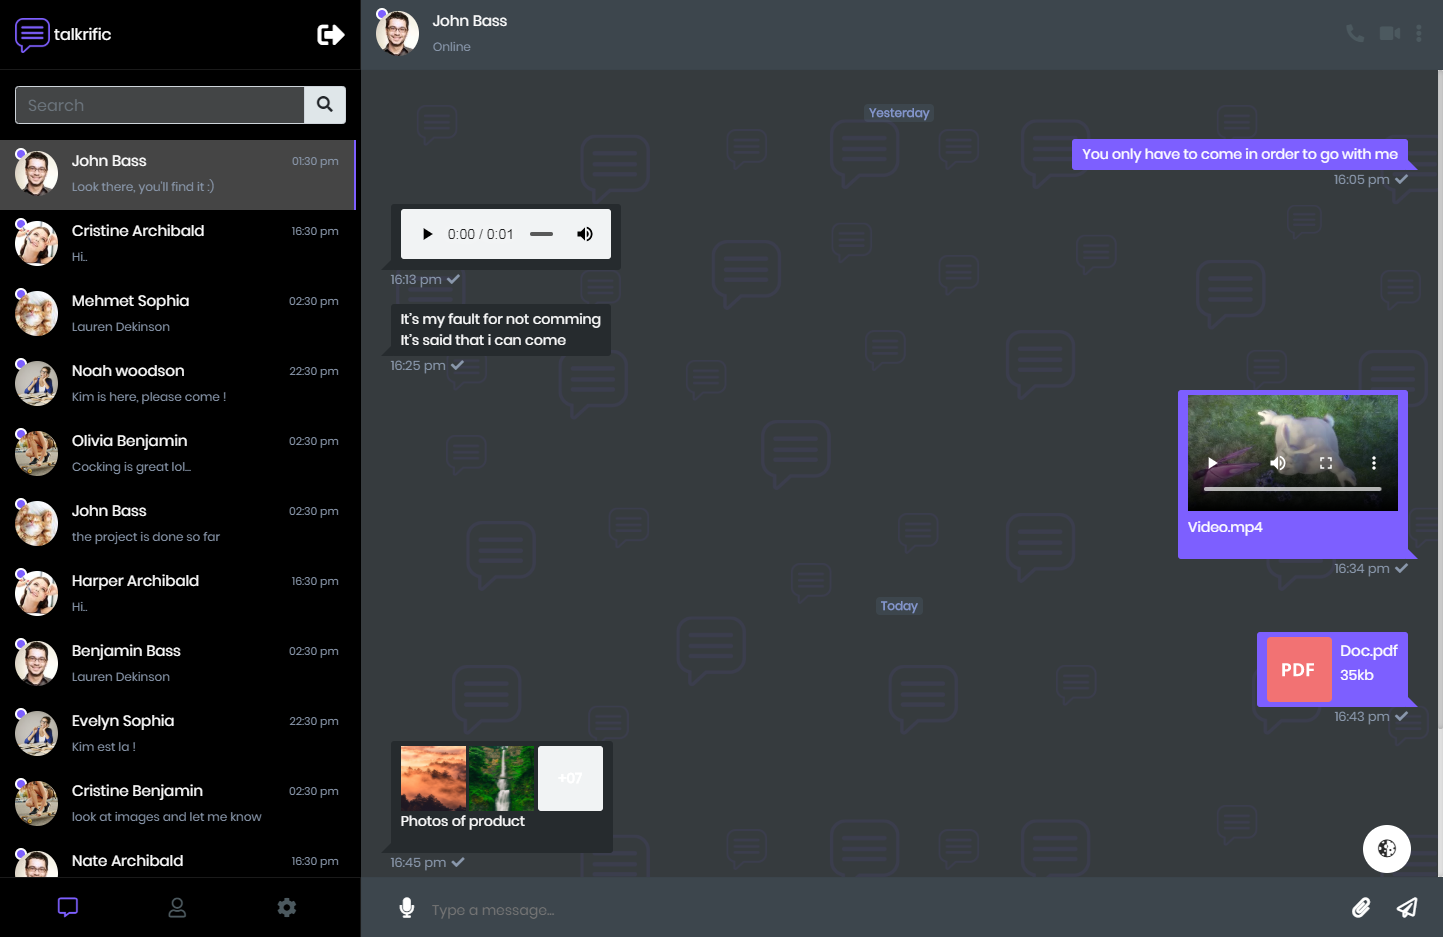 talkrific
Search
John Bass
01:30 pm
Look there, you'll find it :)
Cristine Archibald
16:30 pm
Hi..
Mehmet Sophia
02:30 pm
Lauren Dekinson
Noah woodson
22:30 pm
Kim is here, please come !
Olivia Benjamin
02:30 pm
Cocking is great lol...
John Bass
02:30 pm
the project is done so far
Harper Archibald
16:30 pm
Hi..
Benjamin Bass
02:30 pm
Lauren Dekinson
Evelyn Sophia
22:30 pm
Kim est la !
Cristine Benjamin
02:30 pm
look at images and let me know
Nate Archibald
16:30 pm
John Bass
Online
Yesterday
You only have to come in order to go with me
16:05 pm
0:00 / 0:01
16:13 pm
It's my fault for not comming
It's said that i can come
16:25 pm
Video.mp4
16:34 pm
Today
PDF
Doc.pdf
35kb
16:43 pm
+07
Photos of product
16:45 pm
Type a message...